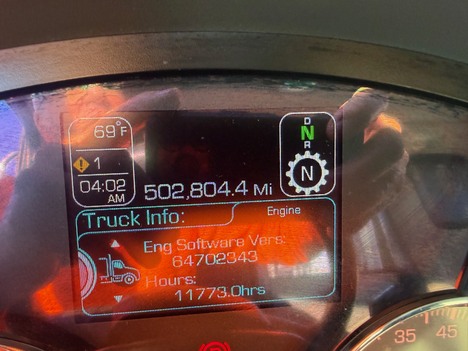 69°F
1
04:02
AM
502,804.4 Mi
D
N
R
N
Truck Info:
Engine
Eng Software Vers:
64702343
Hours:
11773.0hrs
35
45